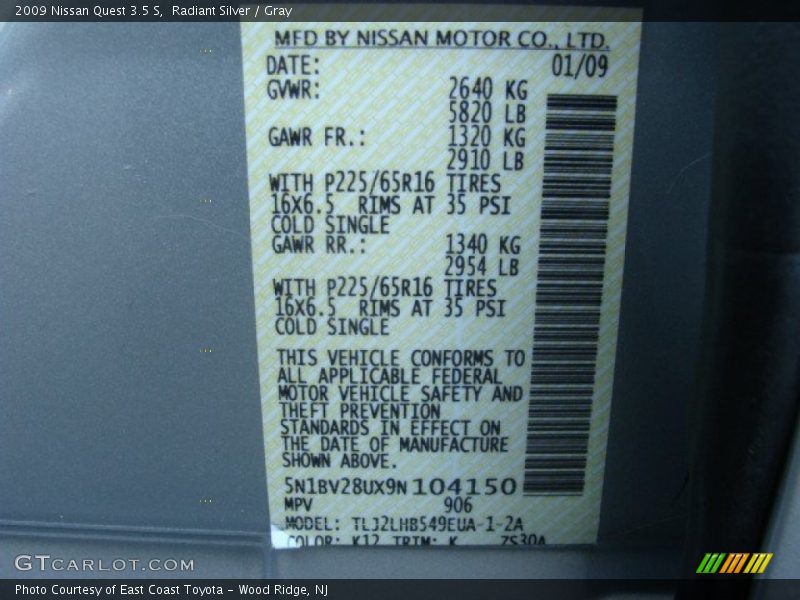 2009 Nissan Quest 3.5 S, Radiant Silver / Gray
MFD BY NISSAN MOTOR CO., LTD.
DATE: 01/09
GVWR: 2640 KG
5820 LB
GAWR FR.: 1320 KG
2910 LB
WITH P225/65R16 TIRES
16X6.5 RIMS AT 35 PSI
COLD SINGLE
GAWR RR.: 1340 KG
2954 LB
WITH P225/65R16 TIRES
16X6.5 RIMS AT 35 PSI
COLD SINGLE
THIS VEHICLE CONFORMS TO
ALL APPLICABLE FEDERAL
MOTOR VEHICLE SAFETY AND
THEFT PREVENTION
STANDARDS IN EFFECT ON
THE DATE OF MANUFACTURE
SHOWN ABOVE.
5N1BV28UX9N104150
MPV 906
MODEL: TLJ2LHB549EUA-1-2A
COLOR: K12 TRIM: K ZS30A
GTCARLOT.COM
Photo Courtesy of East Coast Toyota - Wood Ridge, NJ